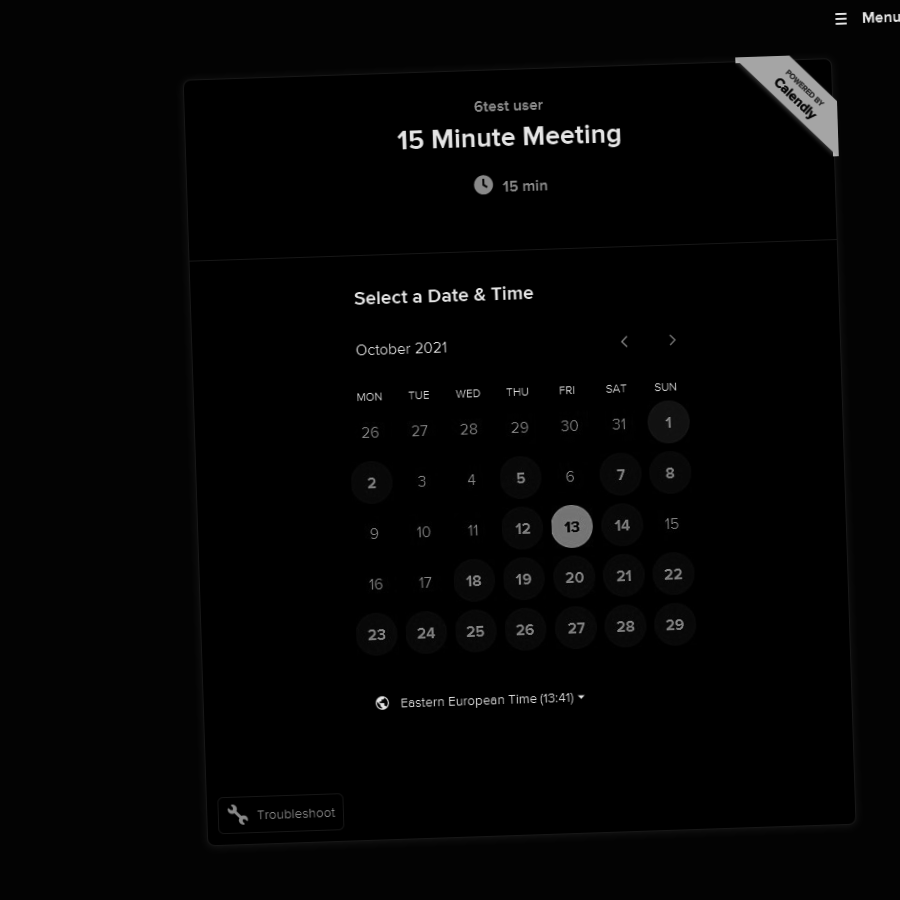 Menu
POWERED BY
Calendly
6test user
15 Minute Meeting
15 min
Select a Date & Time
October 2021
MON TUE WED THU FRI SAT SUN
26 27 28 29 30 31 1
2 3 4 5 6 7 8
9 10 11 12 13 14 15
16 17 18 19 20 21 22
23 24 25 26 27 28 29
Eastern European Time (13:41)
Troubleshoot